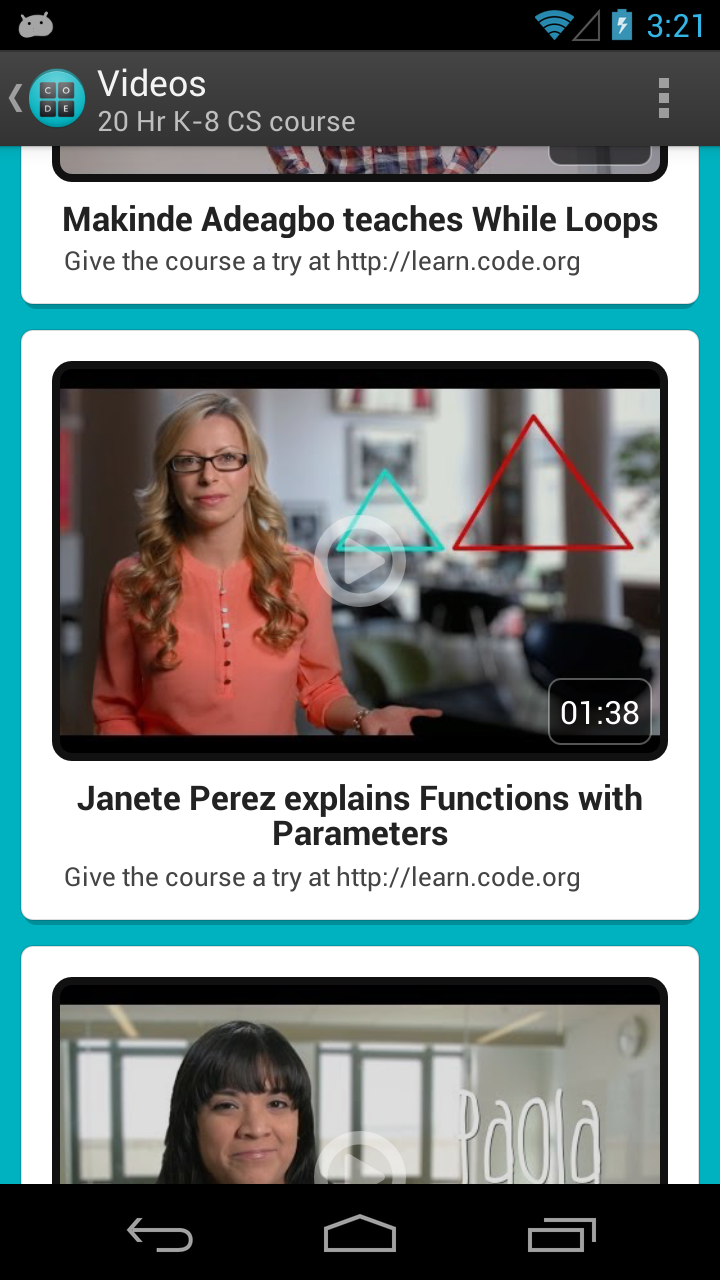 3:21
CODE
Videos
20 Hr K-8 CS course
Makinde Adeagbo teaches While Loops
Give the course a try at http://learn.code.org
01:38
Janete Perez explains Functions with
Parameters
Give the course a try at http://learn.code.org
Paola